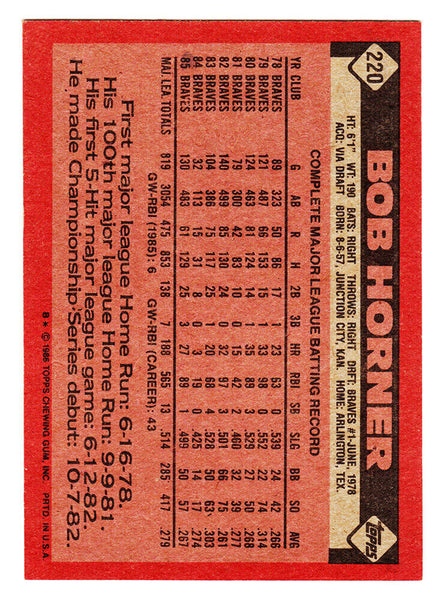 220
BOB HORNER
topps
HT: 6'1" WT: 190 BATS: RIGHT THROWS: RIGHT DRFT: BRAVES #1-JUNE, 1978
ACQ: VIA DRAFT BORN: 8-6-57, JUNCTION CITY, KAN. HOME: ARLINGTON, TEX.
COMPLETE MAJOR LEAGUE BATTING RECORD
YR CLUB G AB R H 2B 3B HR RBI SB SLG BB SO AVG
78 BRAVES 89 323 50 86 17 1 23 63 0 .539 24 42 .266
79 BRAVES 121 487 66 153 15 1 33 98 0 .552 22 74 .314
80 BRAVES 124 463 81 124 14 1 35 89 3 .529 27 50 .268
81 BRAVES 79 300 42 83 10 0 15 42 2 .460 32 39 .277
82 BRAVES 140 499 85 130 24 0 32 97 3 .501 66 75 .261
83 BRAVES 104 386 75 117 25 1 20 68 4 .528 50 63 .303
84 BRAVES 32 113 15 31 8 0 3 19 0 .425 14 17 .274
85 BRAVES 130 483 61 129 25 3 27 89 1 .499 50 57 .267
MAJ. LEA. TOTALS 819 3054 475 853 138 7 188 565 13 .514 285 417 .279
GW-RBI (1985): 6 GW-RBI (CAREER): 43
First major league Home Run: 6-16-78.
His 100th major league Home Run: 9-9-81
His first 5-Hit major league game: 6-12-82.
He made Championship Series debut: 10-7-82.
B* © 1986 TOPPS CHEWING GUM, INC. PRTD. IN U.S.A.